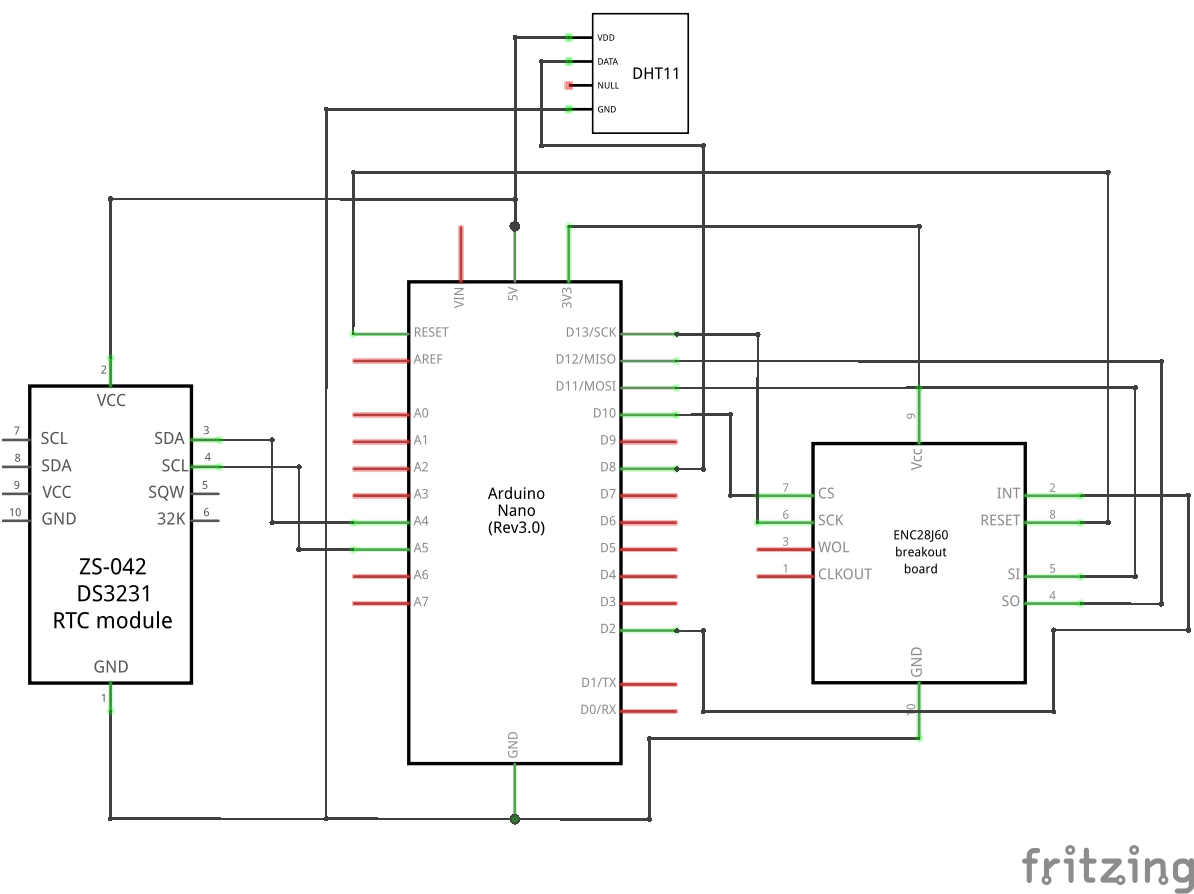 VDD
DATA
NULL
GND
DHT11
VIN
5V
3V3
RESET
AREF
A0
A1
A2
A3
A4
A5
A6
A7
Arduino
Nano
(Rev3.0)
D13/SCK
D12/MISO
D11/MOSI
D10
D9
D8
D7
D6
D5
D4
D3
D2
D1/TX
D0/RX
GND
2
VCC
7 SCL
8 SDA
9 VCC
10 GND
SDA 3
SCL 4
SQW 5
32K 6
ZS-042
DS3231
RTC module
GND
1
9
Vcc
7 CS
6 SCK
3 WOL
1 CLKOUT
ENC28J60
breakout
board
INT 2
RESET 8
SI 5
SO 4
GND
10
fritzing